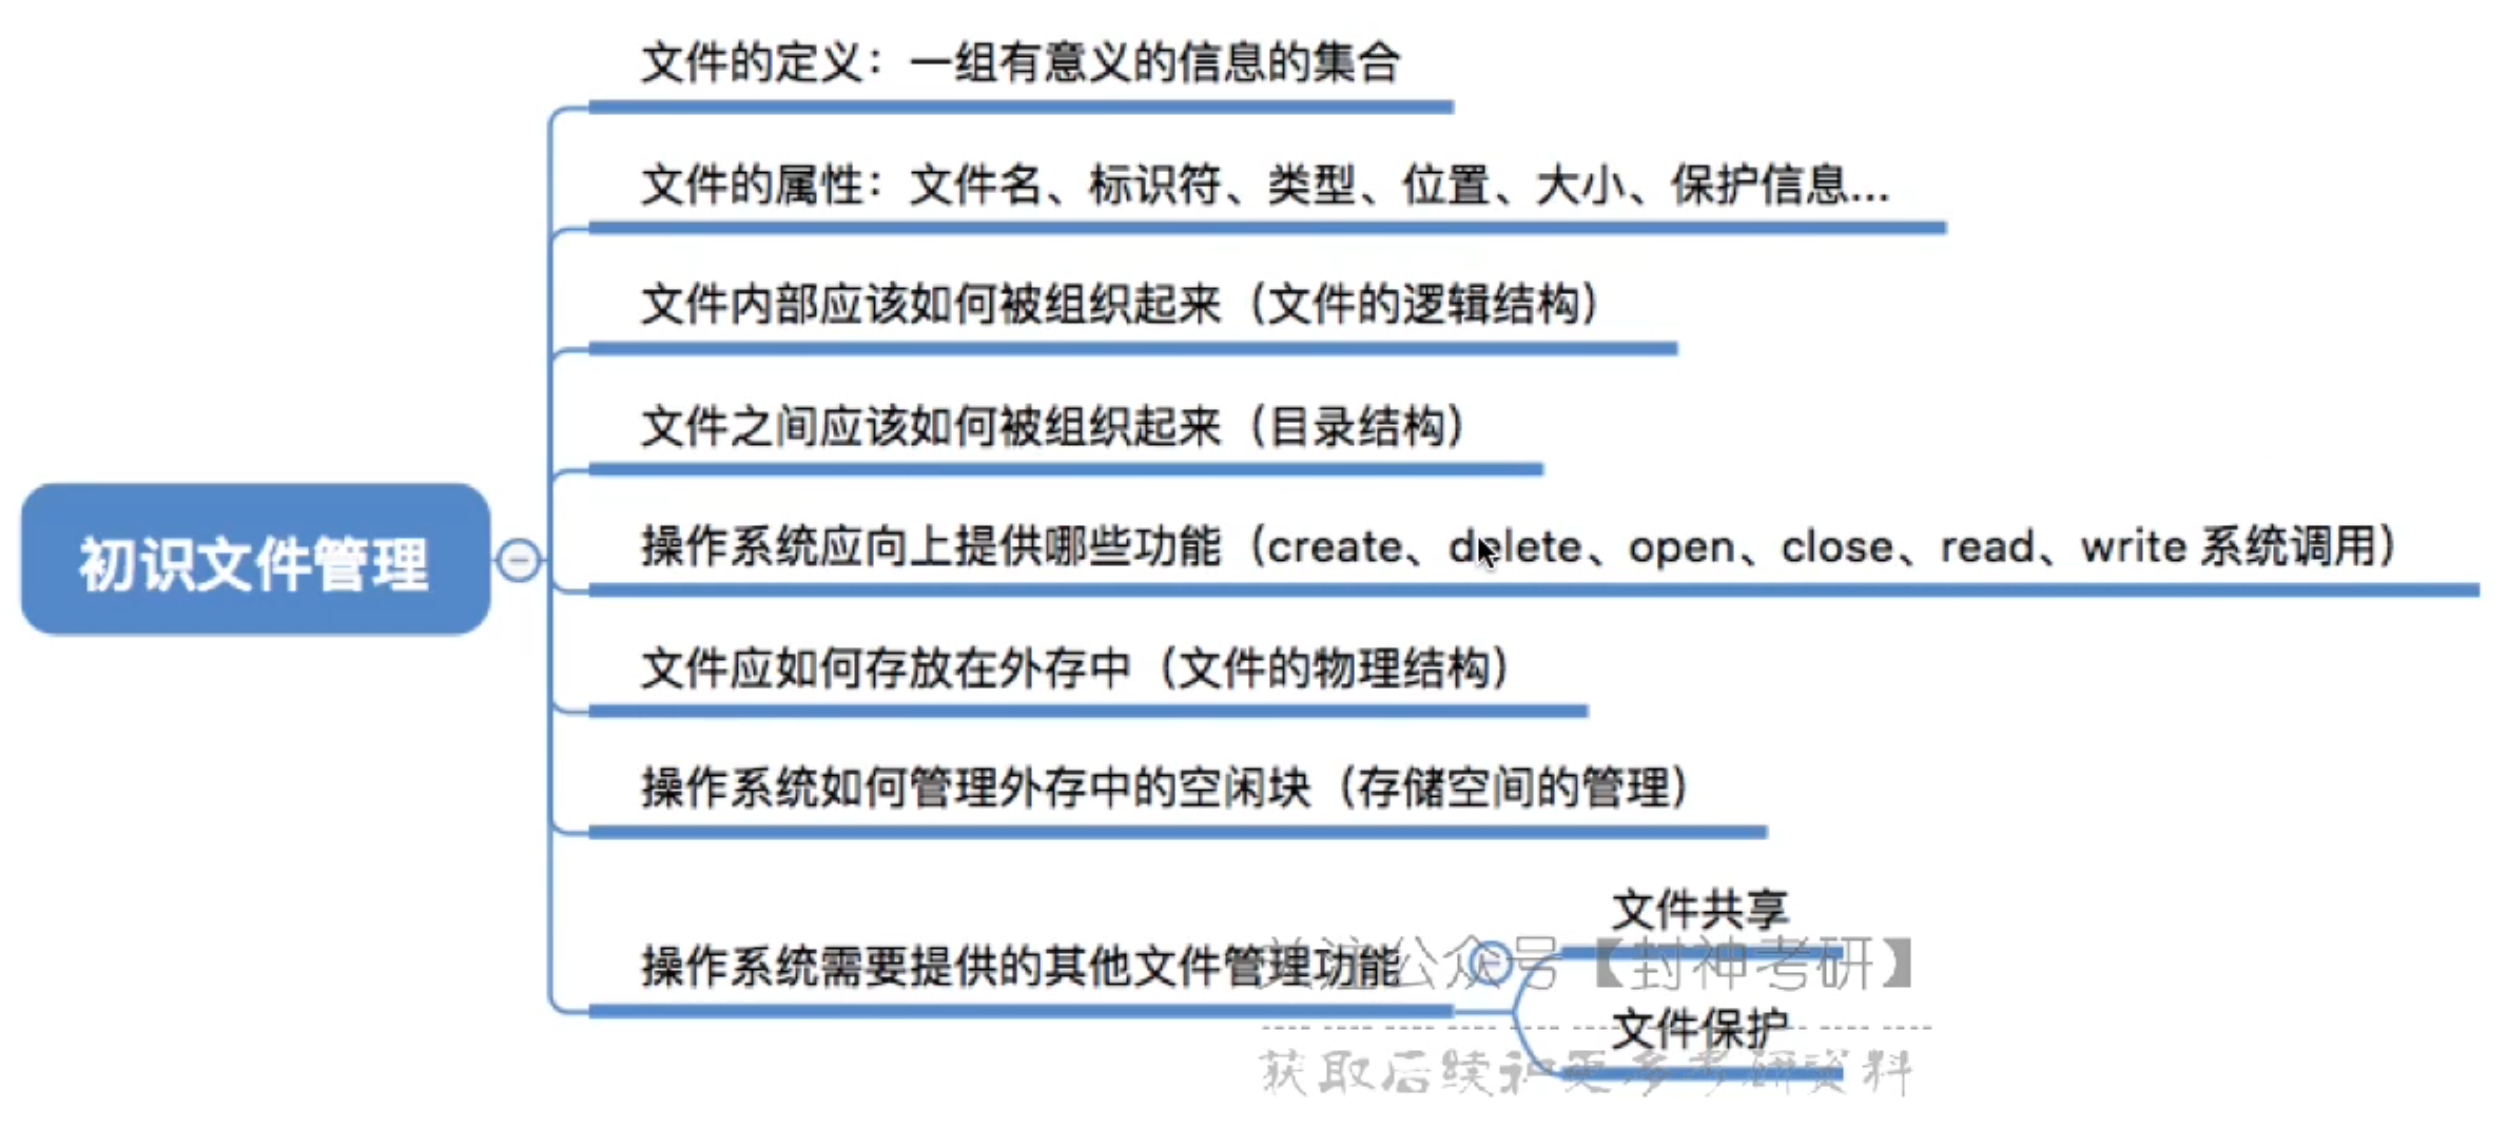 文件的定义：一组有意义的信息的集合
文件的属性：文件名、标识符、类型、位置、大小、保护信息...
文件内部应该如何被组织起来（文件的逻辑结构）
文件之间应该如何被组织起来（目录结构）
初识文件管理
操作系统应向上提供哪些功能（create、delete、open、close、read、write 系统调用）
文件应如何存放在外存中（文件的物理结构）
操作系统如何管理外存中的空闲块（存储空间的管理）
操作系统需要提供的其他文件管理功能
文件共享
关注公众号【封神考研】
文件保护
获取后续和更多考研资料